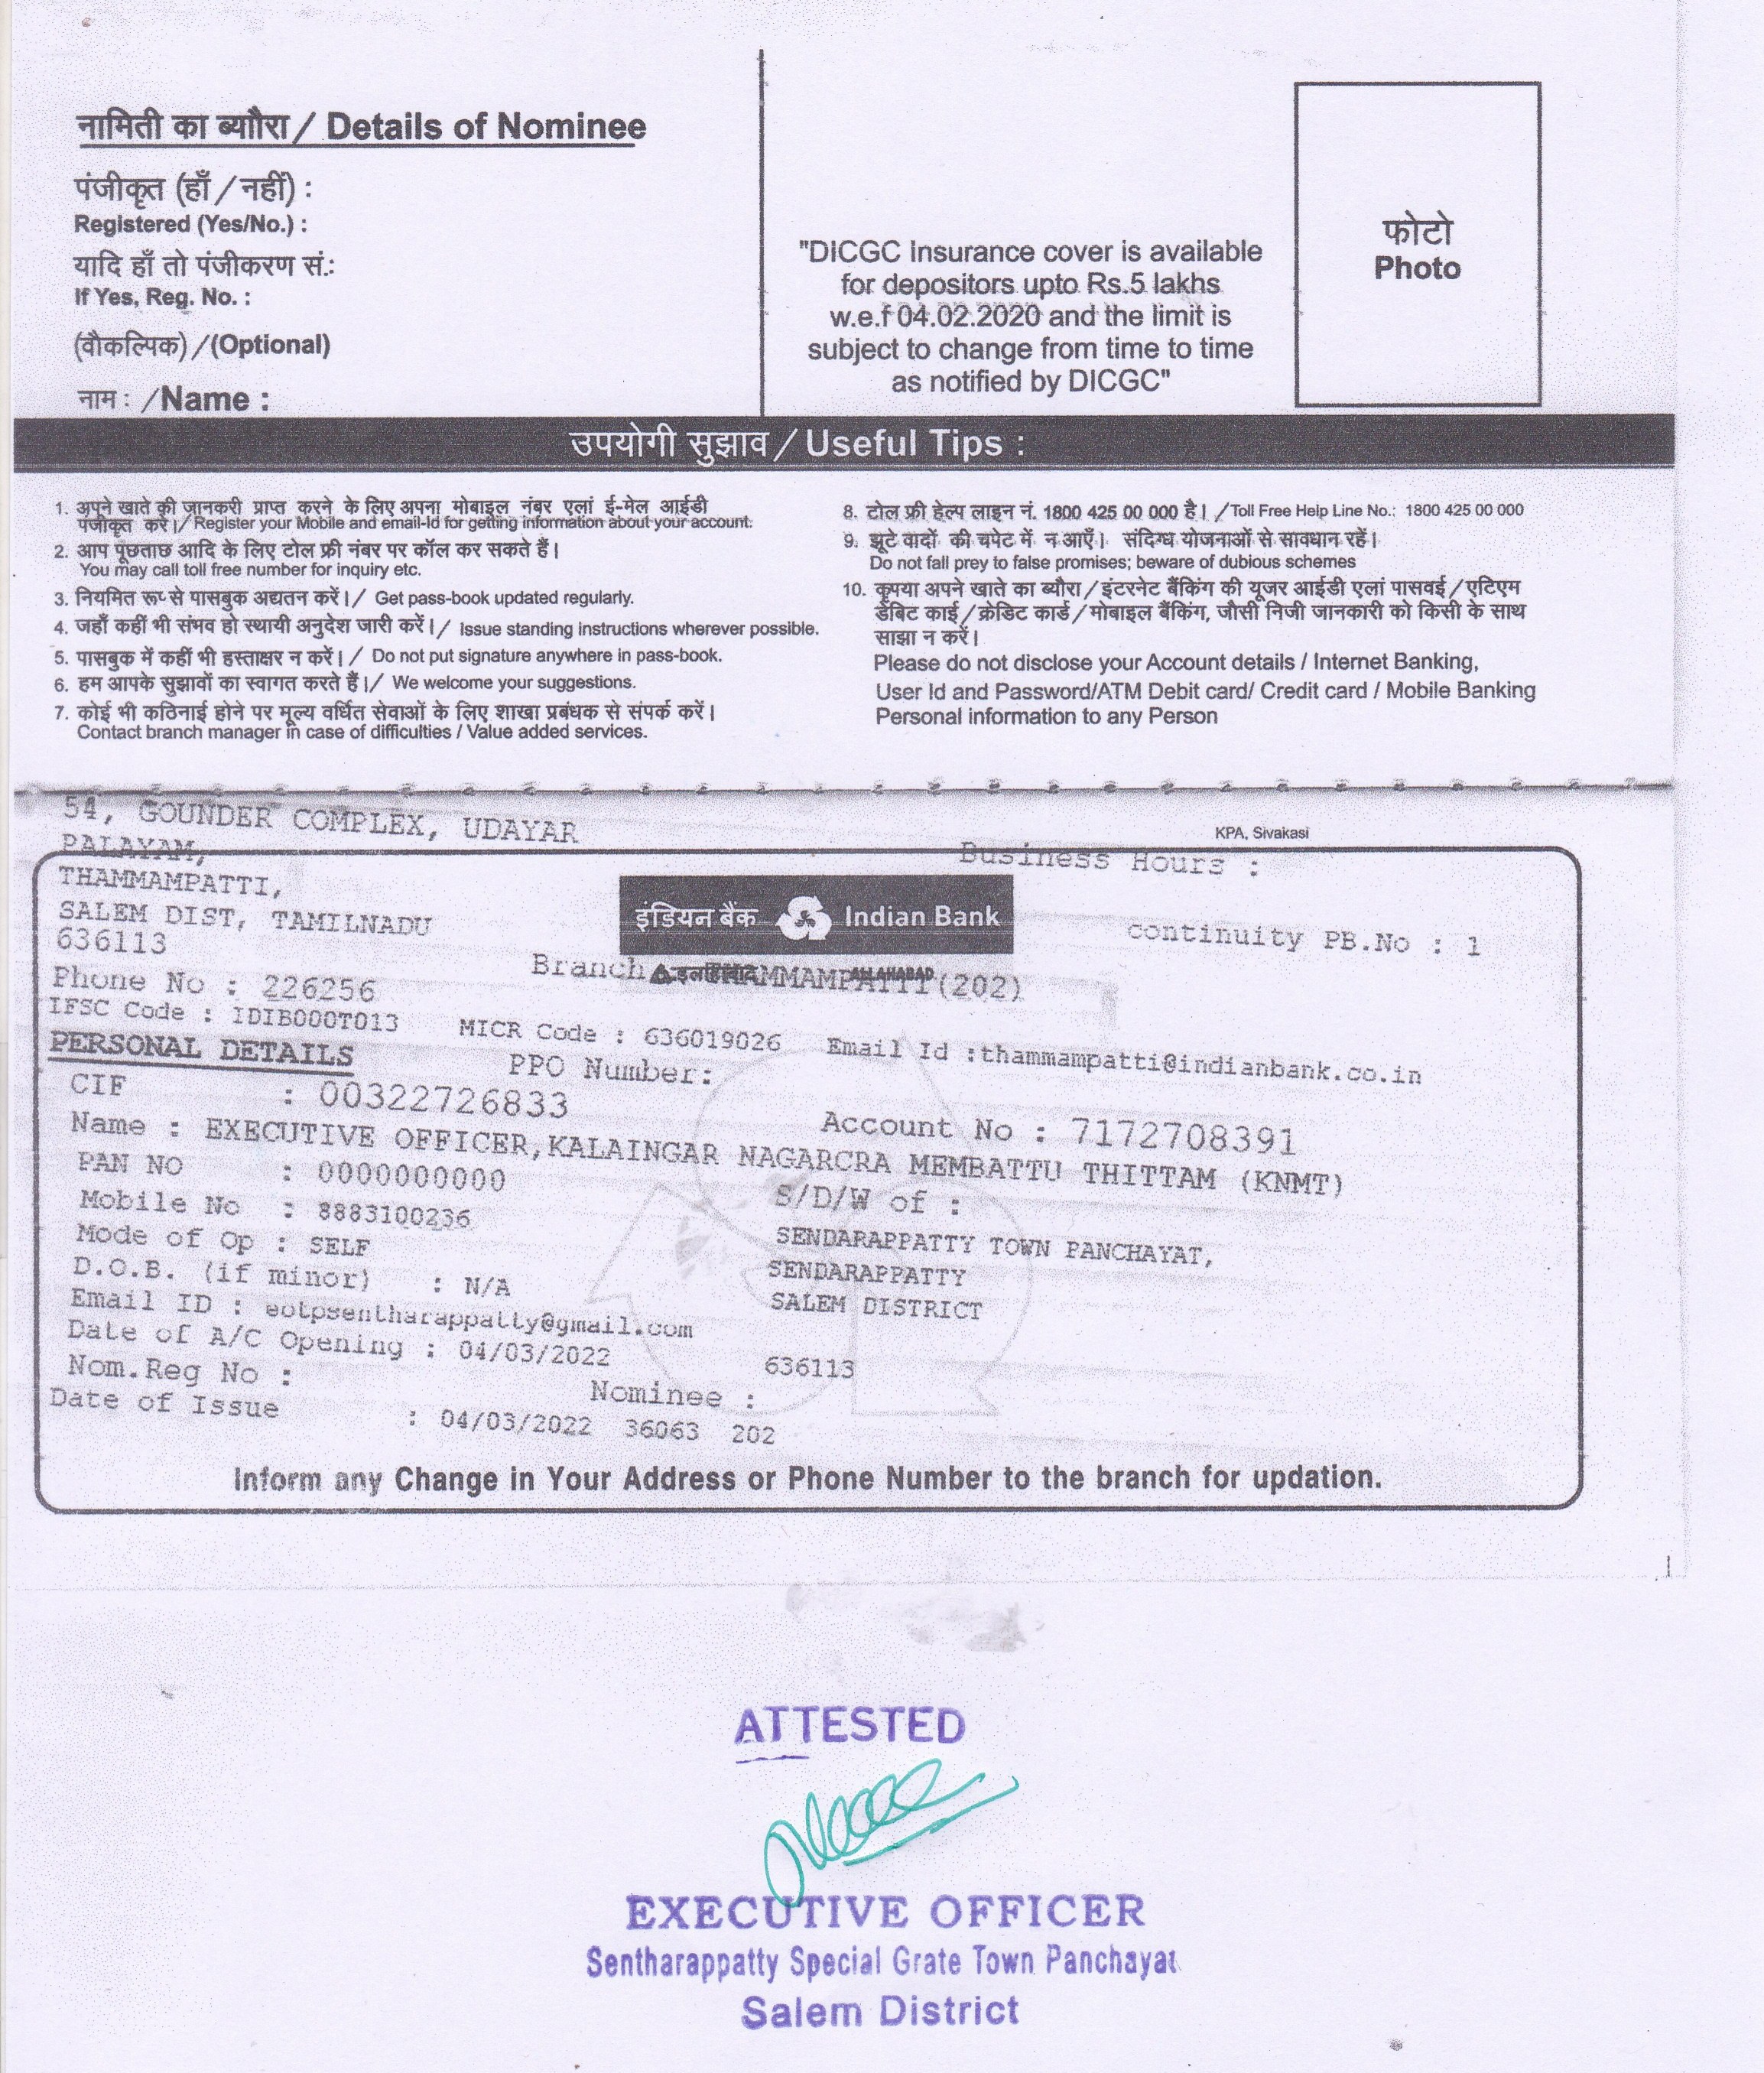 नामिती का ब्यौरा / Details of Nominee
पंजीकृत (हाँ / नहीं) :
Registered (Yes/No.) :
यादि हाँ तो पंजीकरण सं.:
If Yes, Reg. No. :
(वैकल्पिक) / (Optional)
नाम : /Name :
"DICGC Insurance cover is available
for depositors upto Rs.5 lakhs
w.e.f 04.02.2020 and the limit is
subject to change from time to time
as notified by DICGC"
फोटो
Photo
उपयोगी सुझाव / Useful Tips :
1. अपने खाते की जानकरी प्राप्त करने के लिए अपना मोबाइल नंबर एलां ई-मेल आईडी
पंजीकृत करें। / Register your Mobile and email-Id for getting information about your account.
2. आप पूछताछ आदि के लिए टोल फ्री नंबर पर कॉल कर सकते हैं।
You may call toll free number for inquiry etc.
3. नियमित रूप से पासबुक अद्यतन करें। / Get pass-book updated regularly.
4. जहाँ कहीं भी संभव हो स्थायी अनुदेश जारी करें। / Issue standing instructions wherever possible.
5. पासबुक में कहीं भी हस्ताक्षर न करें। / Do not put signature anywhere in pass-book.
6. हम आपके सुझावों का स्वागत करते हैं। / We welcome your suggestions.
7. कोई भी कठिनाई होने पर मूल्य वर्धित सेवाओं के लिए शाखा प्रबंधक से संपर्क करें।
Contact branch manager in case of difficulties / Value added services.
8. टोल फ्री हेल्प लाइन नं. 1800 425 00 000 है। / Toll Free Help Line No.: 1800 425 00 000
9. झूटे वादों की चपेट में न आएँ। संदिग्ध योजनाओं से सावधान रहें।
Do not fall prey to false promises; beware of dubious schemes
10. कृपया अपने खाते का ब्यौरा / इंटरनेट बैंकिंग की यूजर आईडी एलां पासवर्ड / एटिएम
डेबिट कार्ड / क्रेडिट कार्ड / मोबाइल बैंकिंग, जौसी निजी जानकारी को किसी के साथ
साझा न करें।
Please do not disclose your Account details / Internet Banking,
User Id and Password/ATM Debit card/ Credit card / Mobile Banking
Personal information to any Person
54, GOUNDER COMPLEX, UDAYAR
PALAYAM,
KPA, Sivakasi
Business Hours :
THAMMAMPATTI,
SALEM DIST, TAMILNADU
636113
इंडियन बैंक Indian Bank
इलाहाबाद ALLAHABAD
continuity PB.No : 1
Phone No : 226256
Branch THAMMAMPATTI(202)
IFSC Code : IDIB000T013 MICR Code : 636019026 Email Id :thammampatti@indianbank.co.in
PERSONAL DETAILS
PPO Number:
CIF : 00322726833
Account No : 7172708391
Name : EXECUTIVE OFFICER,KALAINGAR NAGARCRA MEMBATTU THITTAM (KNMT)
PAN NO : 0000000000
S/D/W of :
Mobile No : 8883100236
SENDARAPPATTY TOWN PANCHAYAT,
Mode of Op : SELF
SENDARAPPATTY
D.O.B. (if minor) : N/A
SALEM DISTRICT
Email ID : eotpsentharappatty@gmail.com
Date of A/C Opening : 04/03/2022
636113
Nom.Reg No :
Nominee :
Date of Issue : 04/03/2022 36063 202
Inform any Change in Your Address or Phone Number to the branch for updation.
ATTESTED
EXECUTIVE OFFICER
Sentharappatty Special Grate Town Panchayat
Salem District